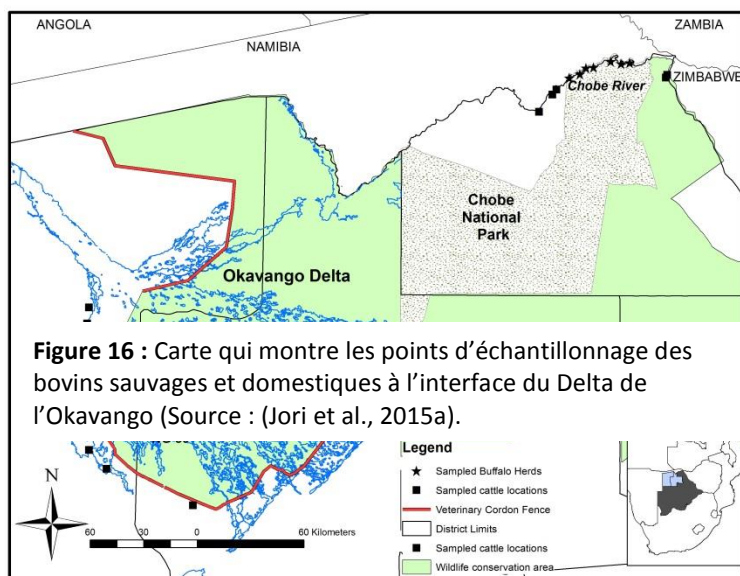 ANGOLA
ZAMBIA
NAMIBIA
Chobe River
ZIMBABWE
Chobe
National
Park
Okavango Delta
Figure 16 : Carte qui montre les points d’échantillonnage des
bovins sauvages et domestiques à l’interface du Delta de
l’Okavango (Source : (Jori et al., 2015a).
Legend
Sampled Buffalo Herds
Sampled cattle locations
Veterinary Cordon Fence
District Limits
Sampled cattle locations
Wildlife conservation area
N
60 30 0 60 Kilometers